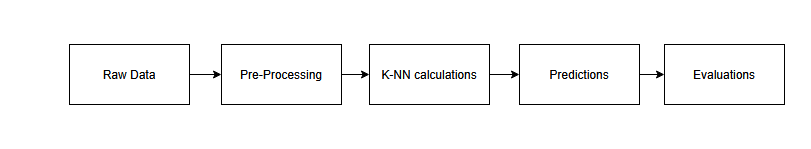 Raw Data
Pre-Processing
K-NN calculations
Predictions
Evaluations